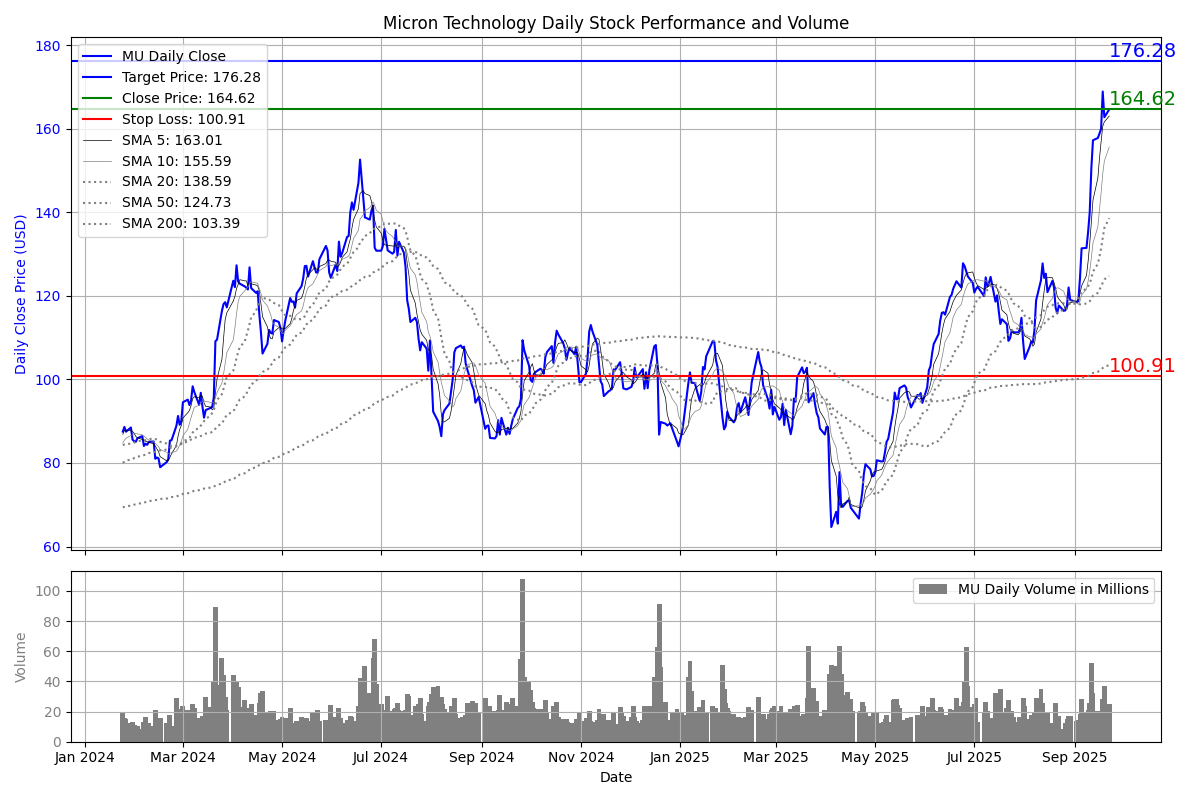 Micron Technology Daily Stock Performance and Volume
Daily Close Price (USD)
180
160
140
120
100
80
60
MU Daily Close
Target Price: 176.28
Close Price: 164.62
Stop Loss: 100.91
SMA 5: 163.01
SMA 10: 155.59
SMA 20: 138.59
SMA 50: 124.73
SMA 200: 103.39
176.28
164.62
100.91
Volume
100
80
60
40
20
0
MU Daily Volume in Millions
Jan 2024 Mar 2024 May 2024 Jul 2024 Sep 2024 Nov 2024 Jan 2025 Mar 2025 May 2025 Jul 2025 Sep 2025
Date